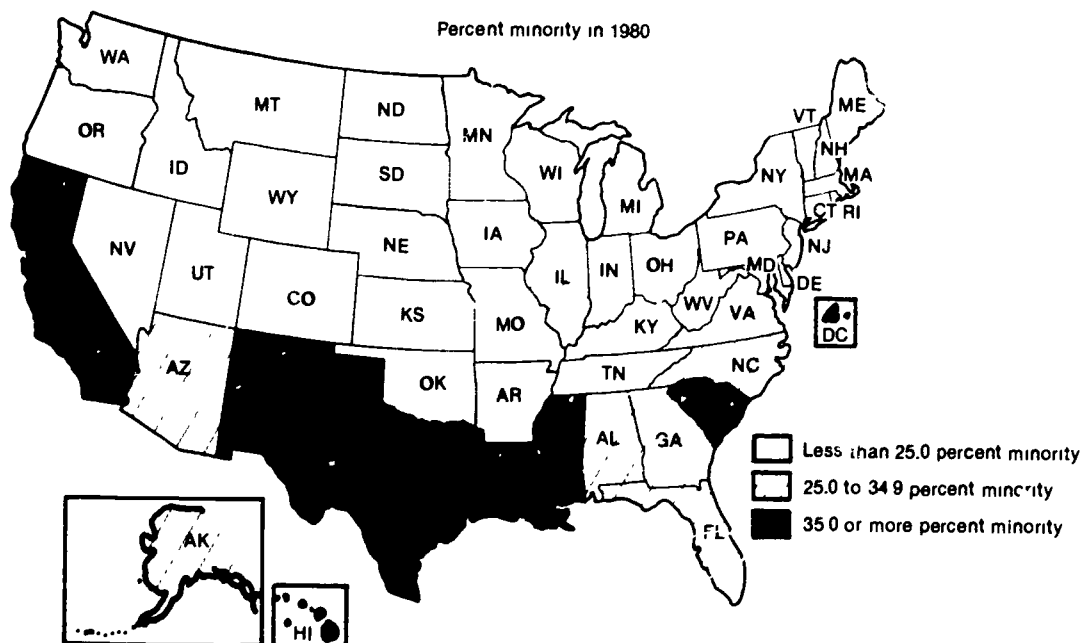 Percent minority in 1980
WA
MT
ND
MN
OR
ID
WY
SD
WI
MI
VT
ME
NH
NY
MA
CT RI
NV
UT
CO
NE
IA
IL
IN
OH
PA
NJ
MD
DE
DC
KS
MO
KY
WV
VA
AZ
OK
AR
TN
NC
AL
GA
FL
AK
HI
Less than 25.0 percent minority
25.0 to 34 9 percent minority
35 0 or more percent minority